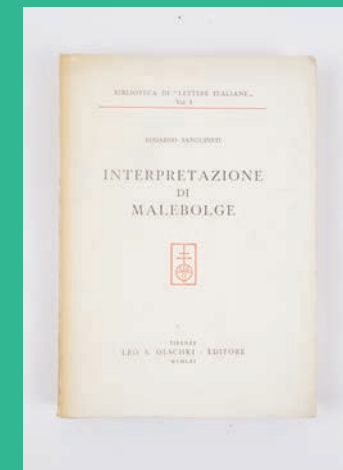 BIBLIOTECA DI "LETTERE ITALIANE"
Vol. I
EDOARDO SANGUINETI
INTERPRETAZIONE
DI
MALEBOLGE
FIRENZE
LEO S. OLSCHKI - EDITORE
MCMLXI